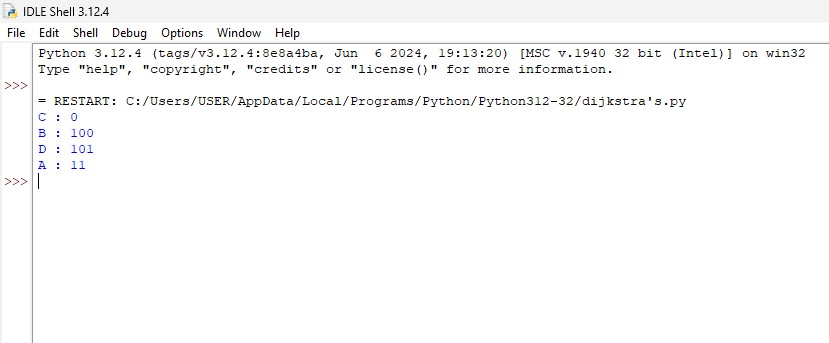 IDLE Shell 3.12.4
File Edit Shell Debug Options Window Help
Python 3.12.4 (tags/v3.12.4:8e8a4ba, Jun  6 2024, 19:13:20) [MSC v.1940 32 bit (Intel)] on win32
Type "help", "copyright", "credits" or "license()" for more information.
>>>
= RESTART: C:/Users/USER/AppData/Local/Programs/Python/Python312-32/dijkstra's.py
C : 0
B : 100
D : 101
A : 11
>>>